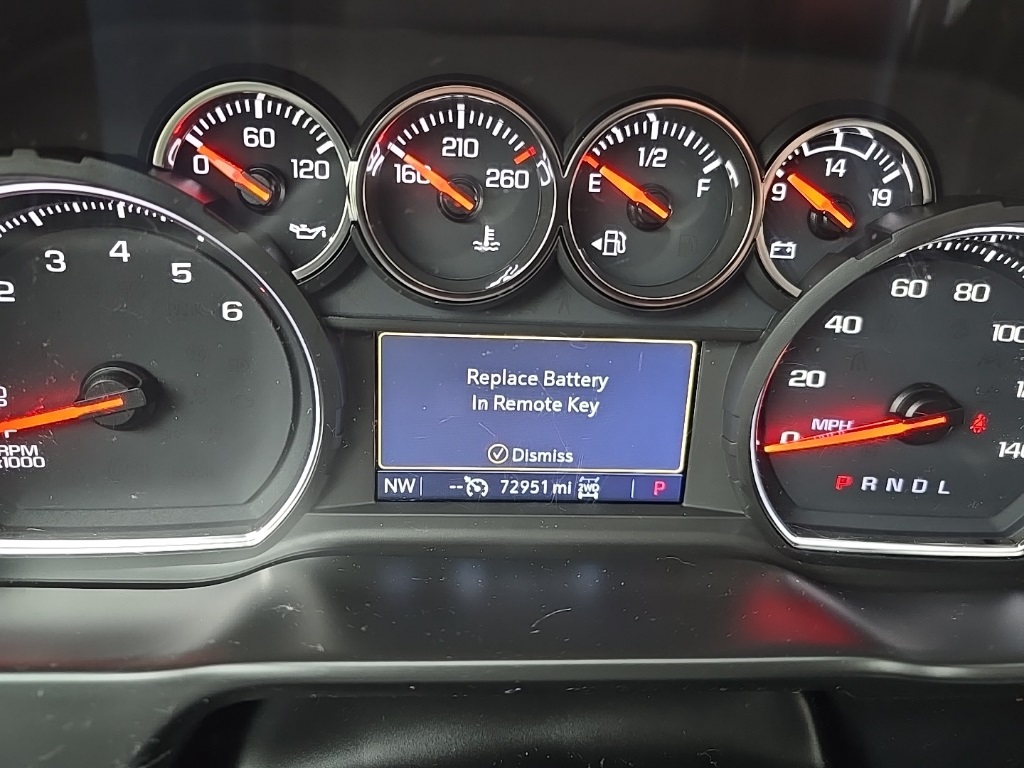 0 60 120
160 210 260
E 1/2 F
9 14 19
2 3 4 5 6
RPM
x1000
Replace Battery
In Remote Key
Dismiss
NW -- 72951 mi 2WD P
0 20 40 60 80 100 140
MPH
P R N D L